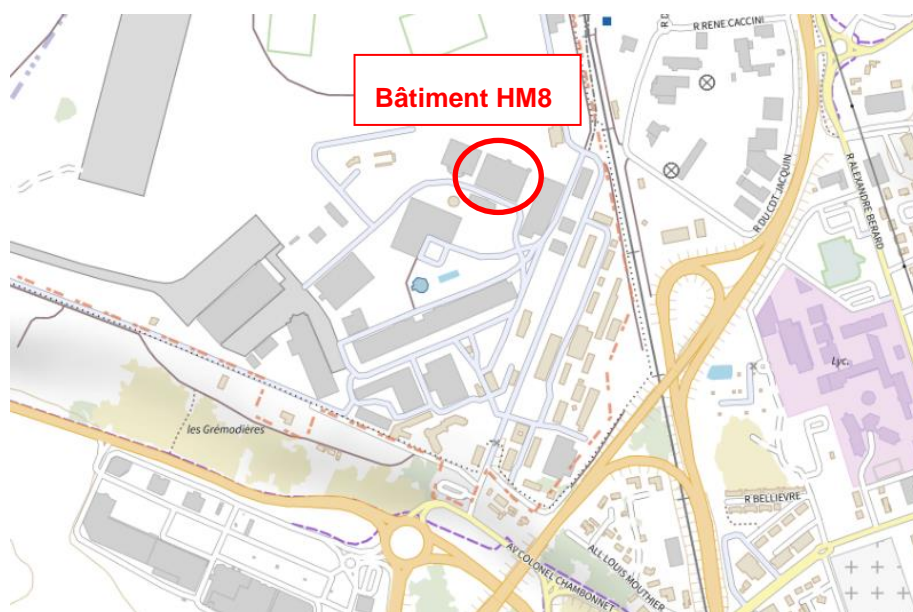 R RENE CACCINI
Bâtiment HM8
R DU CDT JACQUIN
R ALEXANDRE BERARD
Lyc.
les Grémodières
R BELLIEVRE
AV COLONEL CHAMBONNET
ALL LOUIS MOUTHIER